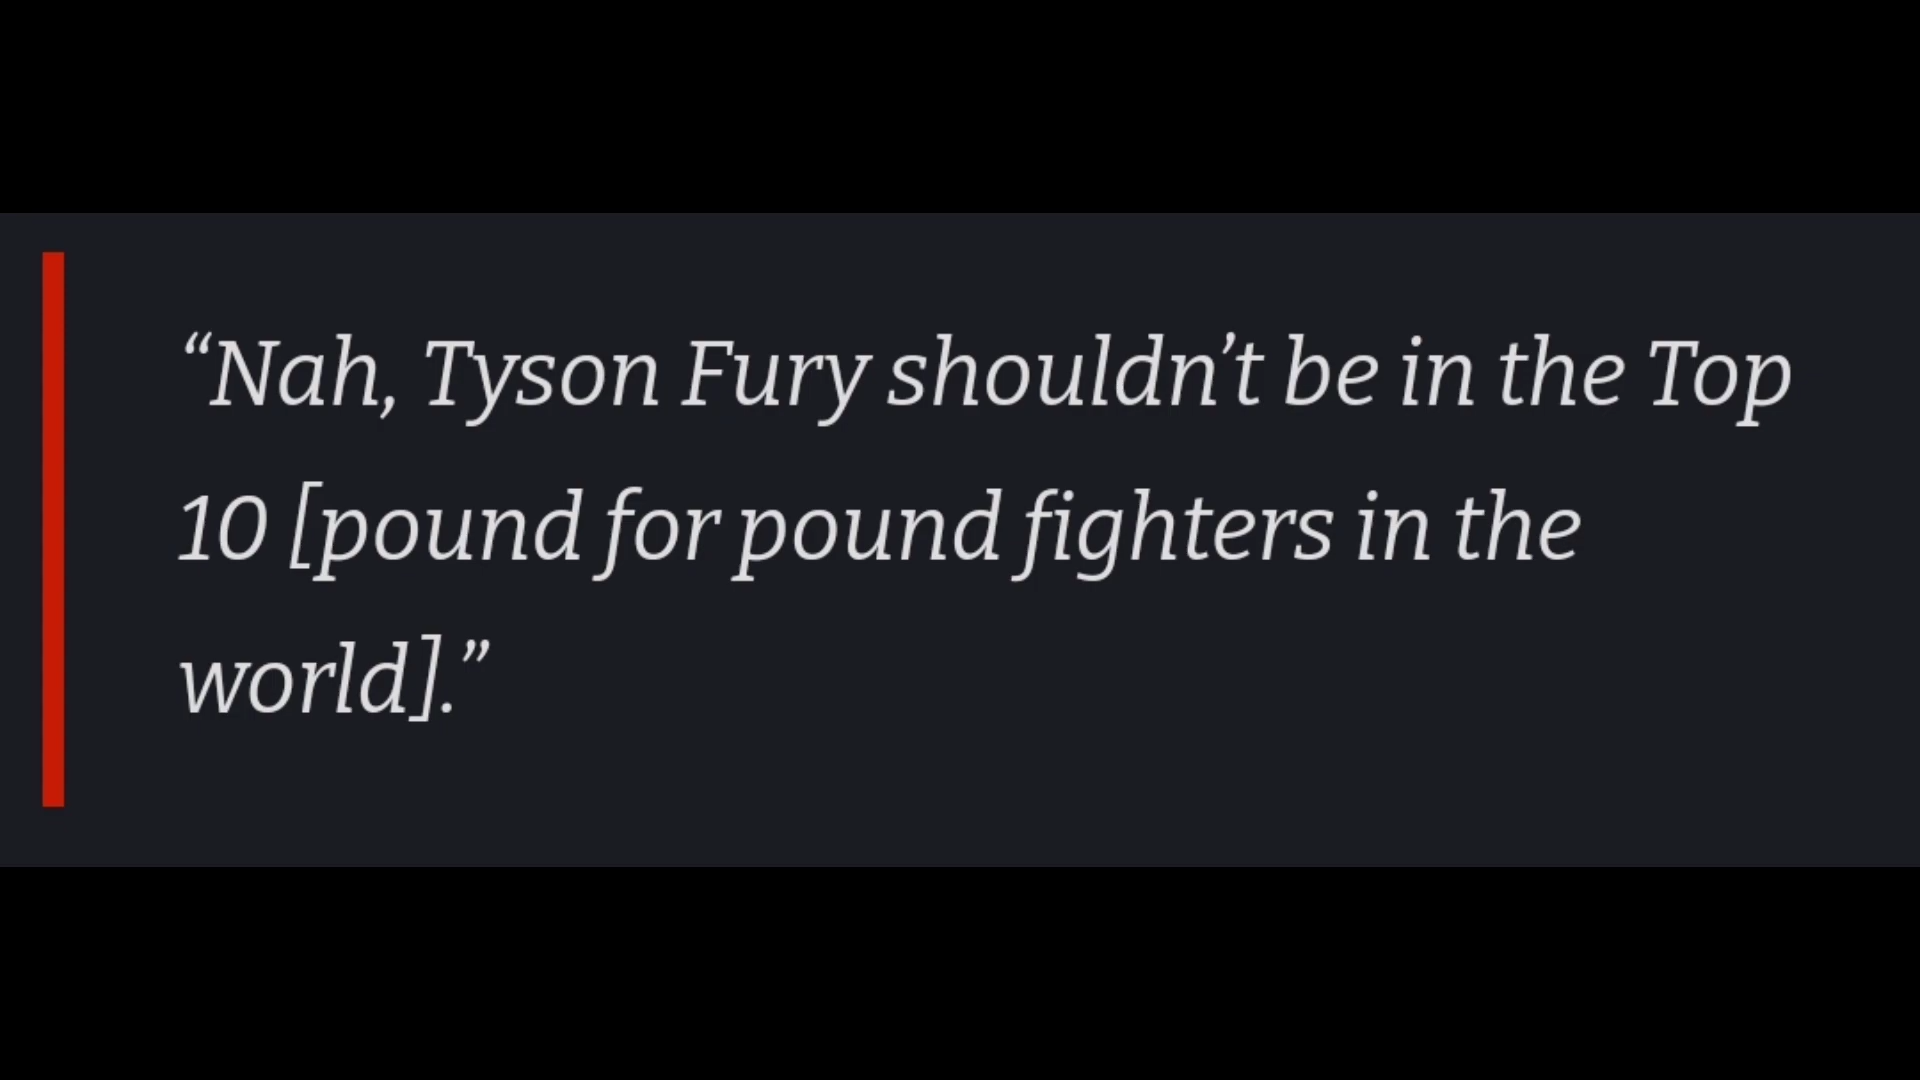 “Nah, Tyson Fury shouldn’t be in the Top
10 [pound for pound fighters in the
world].”